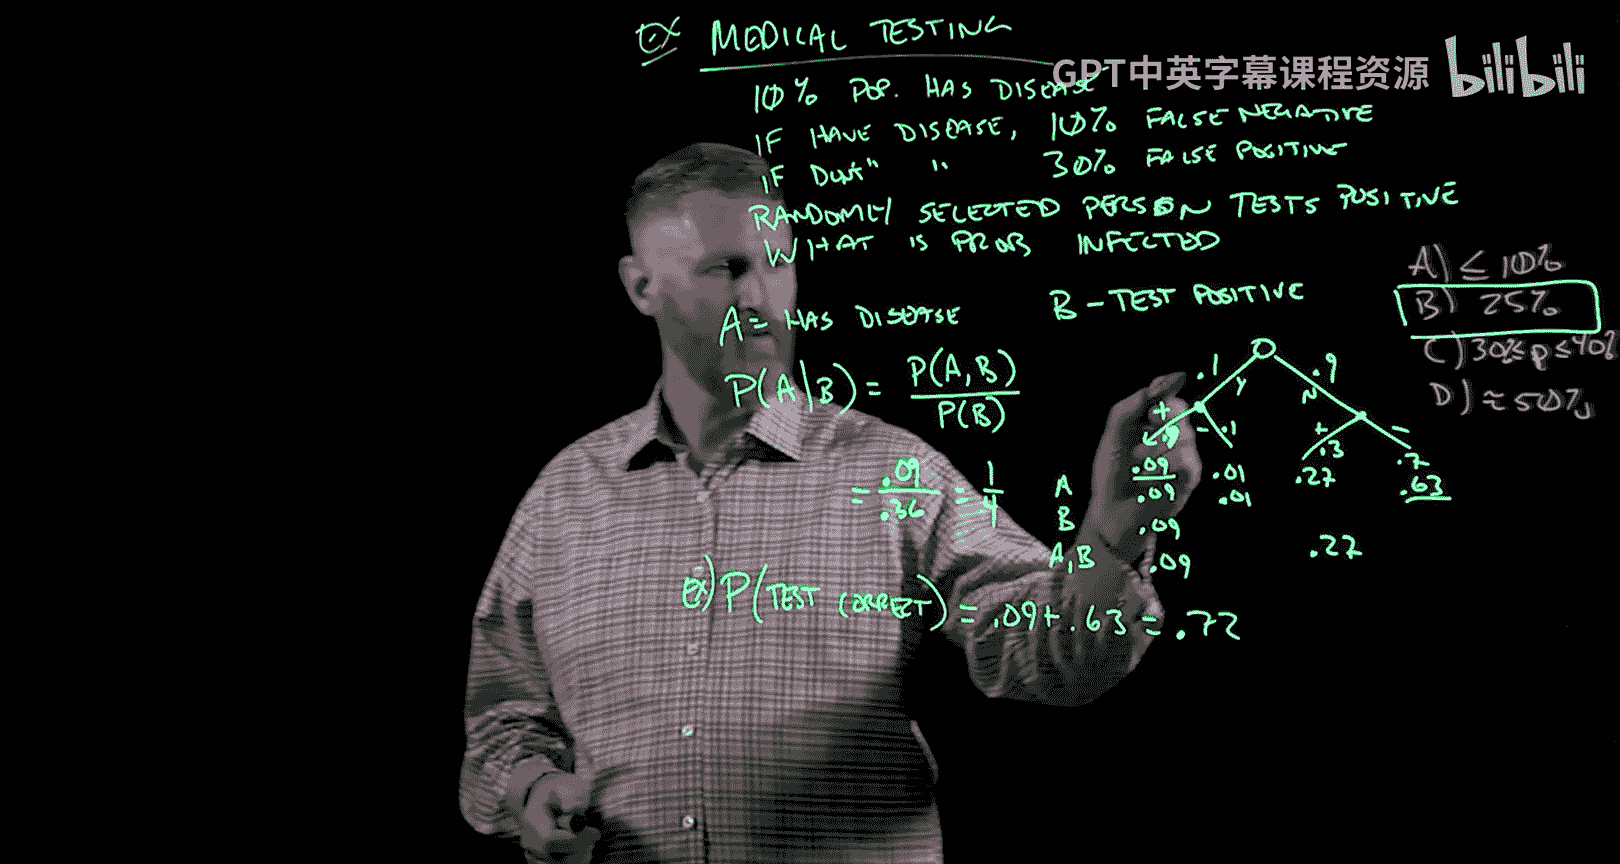 EX MEDICAL TESTING
GPT中英字幕课程资源 bilibili
10% POP. HAS DISEASE
IF HAVE DISEASE, 10% FALSE NEGATIVE
IF DON'T " " 30% FALSE POSITIVE
RANDOMLY SELECTED PERSON TESTS POSITIVE
WHAT IS PROB INFECTED
A) ≤ 10%
B) 25%
C) 30≤ p ≤40%
D) ≈ 50%
A = HAS DISEASE B - TEST POSITIVE
P(A|B) = P(A,B) / P(B)
= .09 / .36 = 1/4
.1 Y N .9
+ .9 - .1 + .3 - .7
.09 .01 .27 .63
A .09 .01
B .09 .27
A,B .09
EX) P(TEST CORRECT) = .09 + .63 = .72